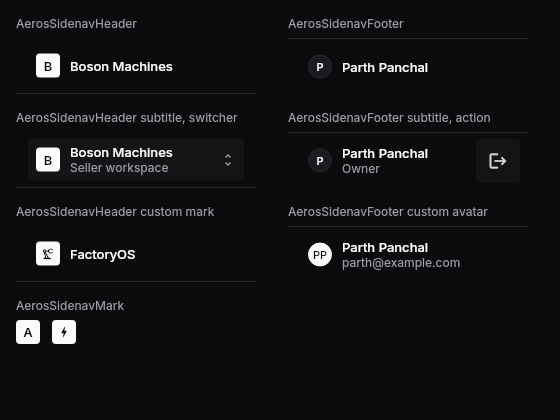 AerosSidenavHeader
B
Boson Machines
AerosSidenavHeader subtitle, switcher
B
Boson Machines
Seller workspace
AerosSidenavHeader custom mark
FactoryOS
AerosSidenavMark
A
AerosSidenavFooter
P
Parth Panchal
AerosSidenavFooter subtitle, action
P
Parth Panchal
Owner
AerosSidenavFooter custom avatar
PP
Parth Panchal
parth@example.com